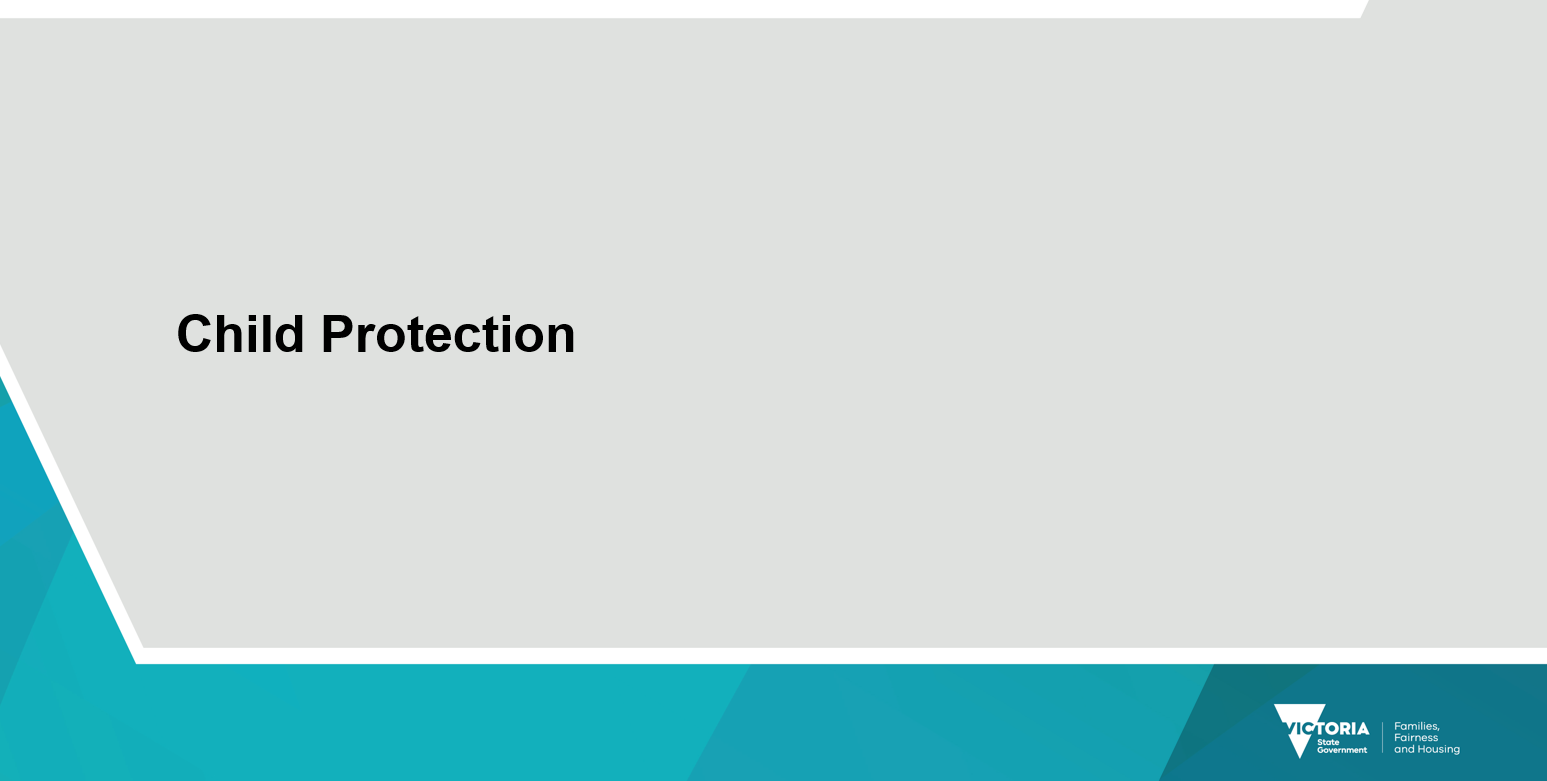 Child Protection
VICTORIA
State
Government
Families,
Fairness
and Housing